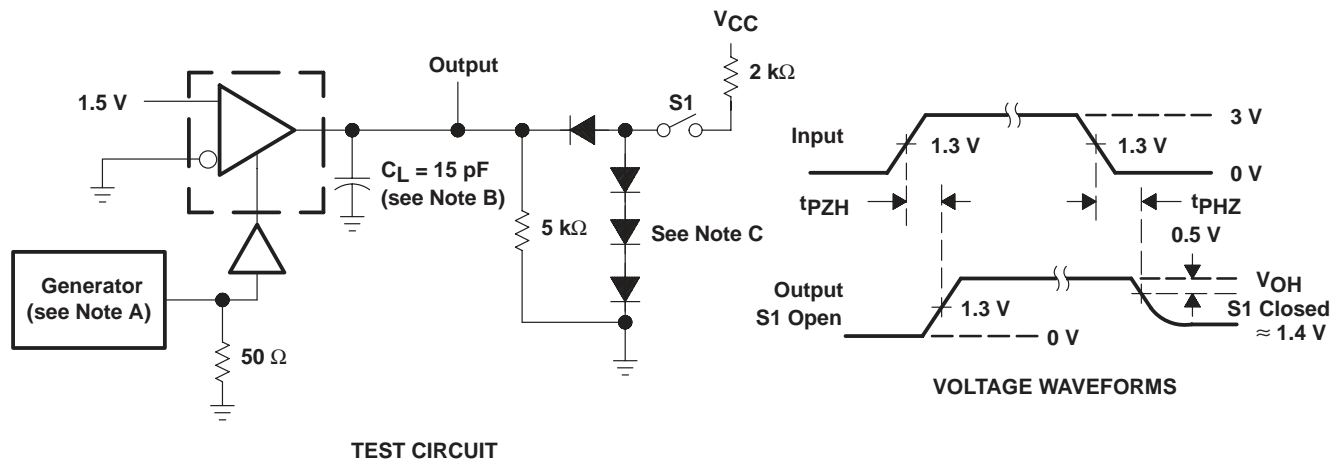 VCC
2 kΩ
Output
S1
1.5 V
CL = 15 pF
(see Note B)
5 kΩ
See Note C
Generator
(see Note A)
50 Ω
TEST CIRCUIT
3 V
Input
1.3 V
1.3 V
0 V
tPZH
tPHZ
0.5 V
VOH
Output
S1 Open
1.3 V
S1 Closed
≈ 1.4 V
0 V
VOLTAGE WAVEFORMS